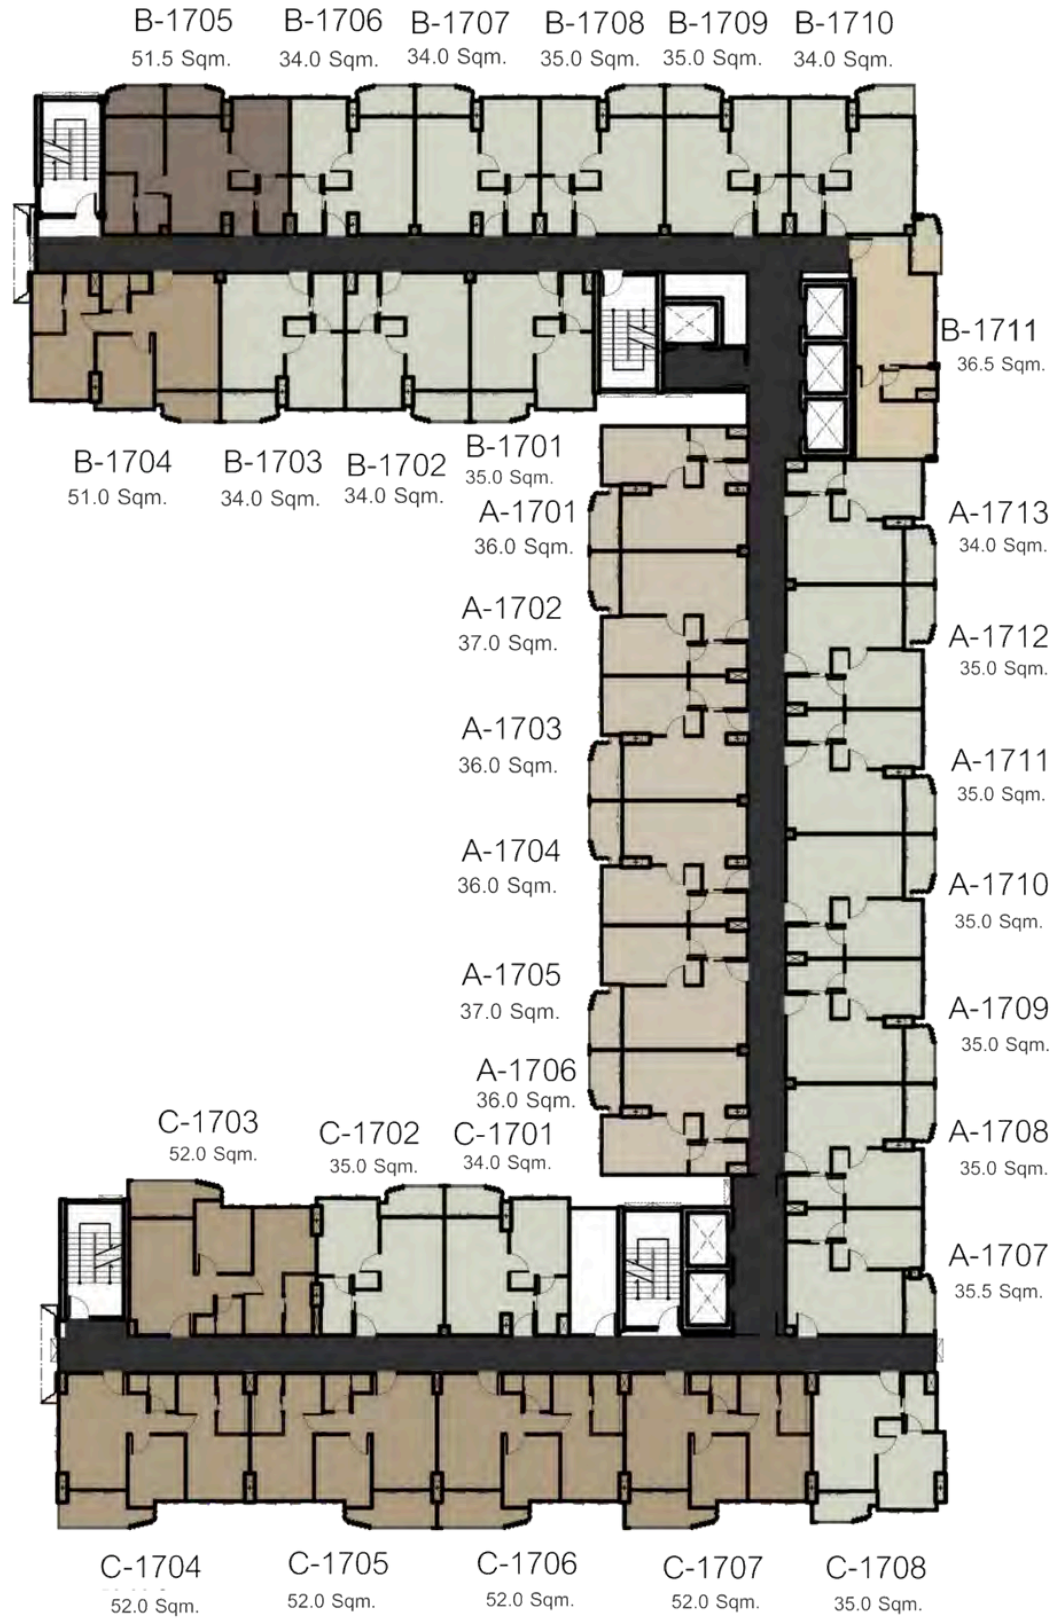 B-1705
51.5 Sqm.
B-1706
34.0 Sqm.
B-1707
34.0 Sqm.
B-1708
35.0 Sqm.
B-1709
35.0 Sqm.
B-1710
34.0 Sqm.
B-1711
36.5 Sqm.
B-1704
51.0 Sqm.
B-1703
34.0 Sqm.
B-1702
34.0 Sqm.
B-1701
35.0 Sqm.
A-1701
36.0 Sqm.
A-1713
34.0 Sqm.
A-1702
37.0 Sqm.
A-1712
35.0 Sqm.
A-1703
36.0 Sqm.
A-1711
35.0 Sqm.
A-1704
36.0 Sqm.
A-1710
35.0 Sqm.
A-1705
37.0 Sqm.
A-1709
35.0 Sqm.
A-1706
36.0 Sqm.
A-1708
35.0 Sqm.
C-1703
52.0 Sqm.
C-1702
35.0 Sqm.
C-1701
34.0 Sqm.
A-1707
35.5 Sqm.
C-1704
52.0 Sqm.
C-1705
52.0 Sqm.
C-1706
52.0 Sqm.
C-1707
52.0 Sqm.
C-1708
35.0 Sqm.